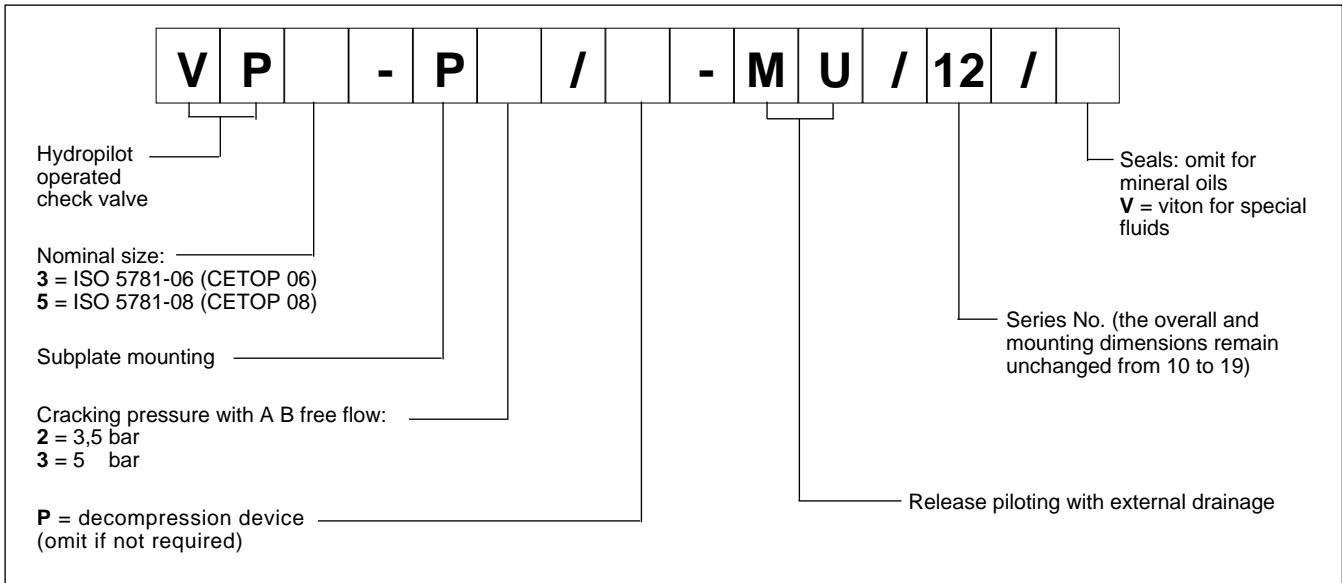 V P - P / - M U / 12 /
Hydropilot
operated
check valve
Nominal size:
3 = ISO 5781-06 (CETOP 06)
5 = ISO 5781-08 (CETOP 08)
Subplate mounting
Cracking pressure with A B free flow:
2 = 3,5 bar
3 = 5 bar
P = decompression device
(omit if not required)
Seals: omit for
mineral oils
V = viton for special
fluids
Series No. (the overall and
mounting dimensions remain
unchanged from 10 to 19)
Release piloting with external drainage